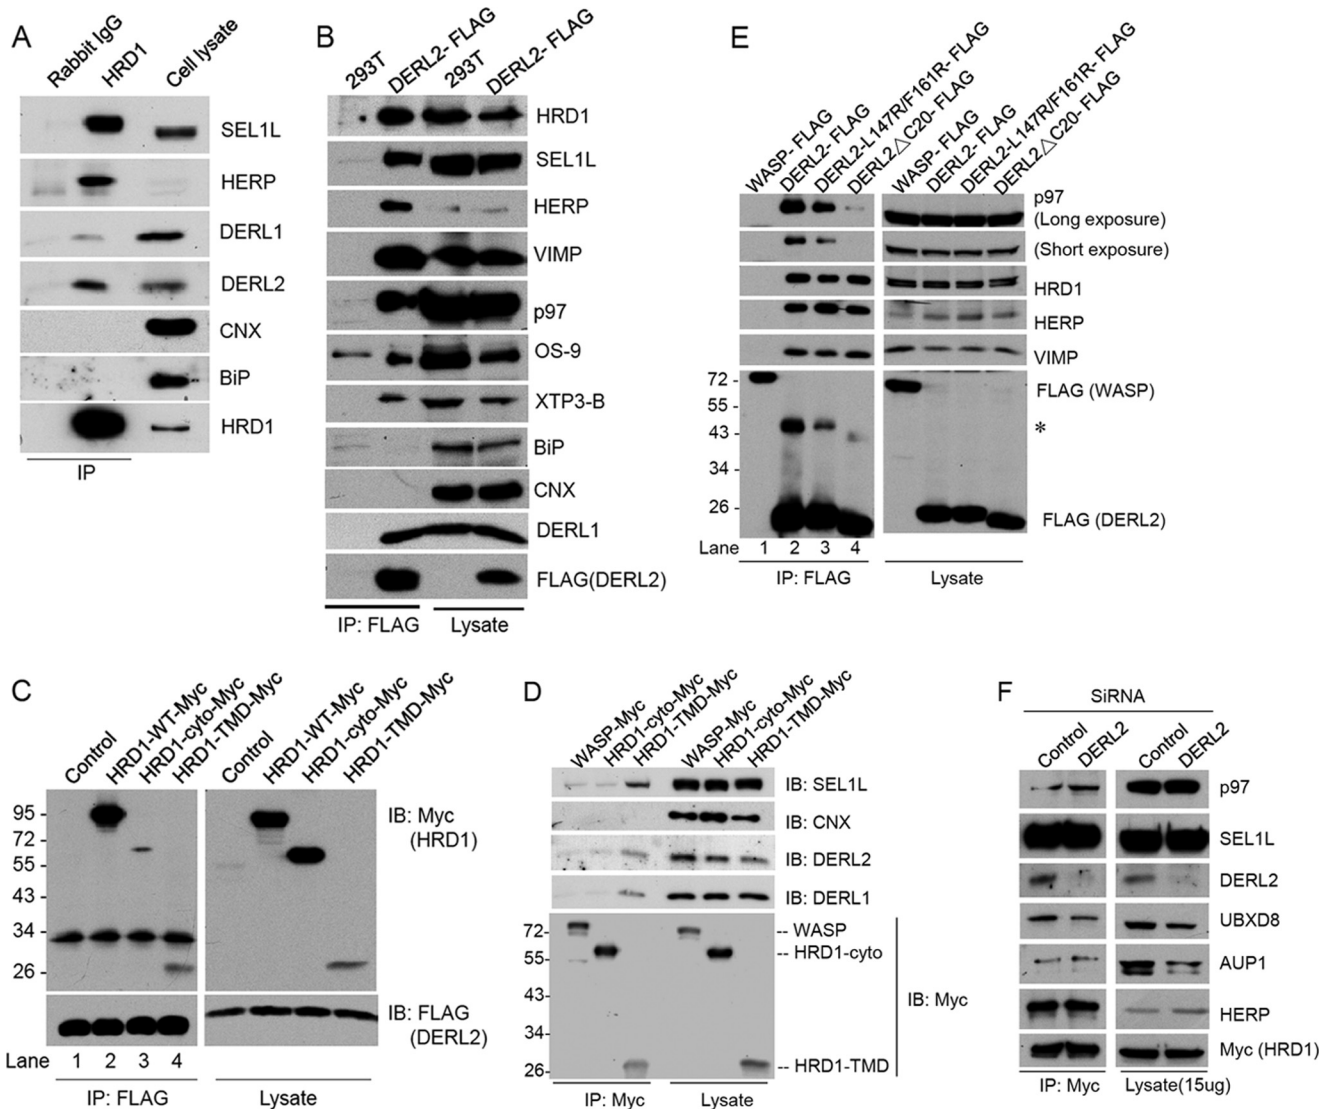 A
Rabbit IgG
HRD1
Cell lysate
SEL1L
HERP
DERL1
DERL2
CNX
BiP
HRD1
IP
B
293T
DERL2- FLAG
293T
DERL2- FLAG
HRD1
SEL1L
HERP
VIMP
p97
OS-9
XTP3-B
BiP
CNX
DERL1
FLAG(DERL2)
IP: FLAG
Lysate
E
WASP- FLAG
DERL2- FLAG
DERL2-L147R/F161R- FLAG
DERL2△C20- FLAG
WASP- FLAG
DERL2- FLAG
DERL2-L147R/F161R- FLAG
DERL2△C20- FLAG
p97
(Long exposure)
(Short exposure)
HRD1
HERP
VIMP
72 -
55 -
43 -
34 -
26 -
FLAG (WASP)
*
FLAG (DERL2)
Lane 1 2 3 4
IP: FLAG
Lysate
C
Control
HRD1-WT-Myc
HRD1-cyto-Myc
HRD1-TMD-Myc
Control
HRD1-WT-Myc
HRD1-cyto-Myc
HRD1-TMD-Myc
95 -
72 -
55 -
43 -
34 -
26 -
IB: Myc
(HRD1)
IB: FLAG
(DERL2)
Lane 1 2 3 4
IP: FLAG
Lysate
D
WASP-Myc
HRD1-cyto-Myc
HRD1-TMD-Myc
WASP-Myc
HRD1-cyto-Myc
HRD1-TMD-Myc
IB: SEL1L
IB: CNX
IB: DERL2
IB: DERL1
72-
55-
43-
34-
26-
-- WASP
-- HRD1-cyto
-- HRD1-TMD
IB: Myc
IP: Myc
Lysate
F
SiRNA
Control
DERL2
Control
DERL2
p97
SEL1L
DERL2
UBXD8
AUP1
HERP
Myc (HRD1)
IP: Myc
Lysate(15ug)